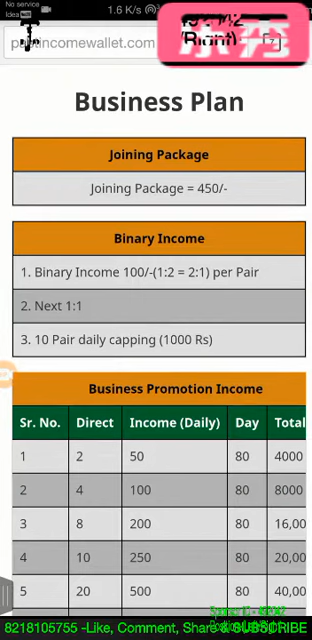 No service
Idea
1.6 K/s
incomewallet.com
(Right)
Business Plan
Joining Package
Joining Package = 450/-
Binary Income
1. Binary Income 100/-(1:2 = 2:1) per Pair
2. Next 1:1
3. 10 Pair daily capping (1000 Rs)
Business Promotion Income
Sr. No. Direct Income (Daily) Day Total
1 2 50 80 4000
2 4 100 80 8000
3 8 200 80 16,00
4 10 250 80 20,00
5 20 500 80 40,00
8218105755 -Like, Comment, Share & SUBSCRIBE